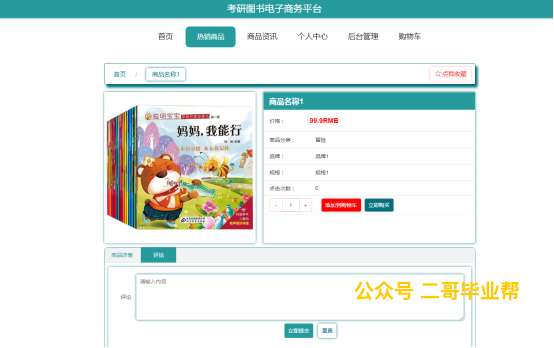 考研图书电子商务平台
首页 热销商品 商品资讯 个人中心 后台管理 购物车
首页 / 商品名称1 ☆点我收藏
聪明宝宝
妈妈,我能行
商品名称1
价格: 99.9RMB
商品分类: 冒险
品牌: 品牌1
规格: 规格1
点击次数: 6
- 1 + 添加到购物车 立即购买
商品详情 评论
评论 请输入内容
公众号 二哥毕业帮
立即提交 重置